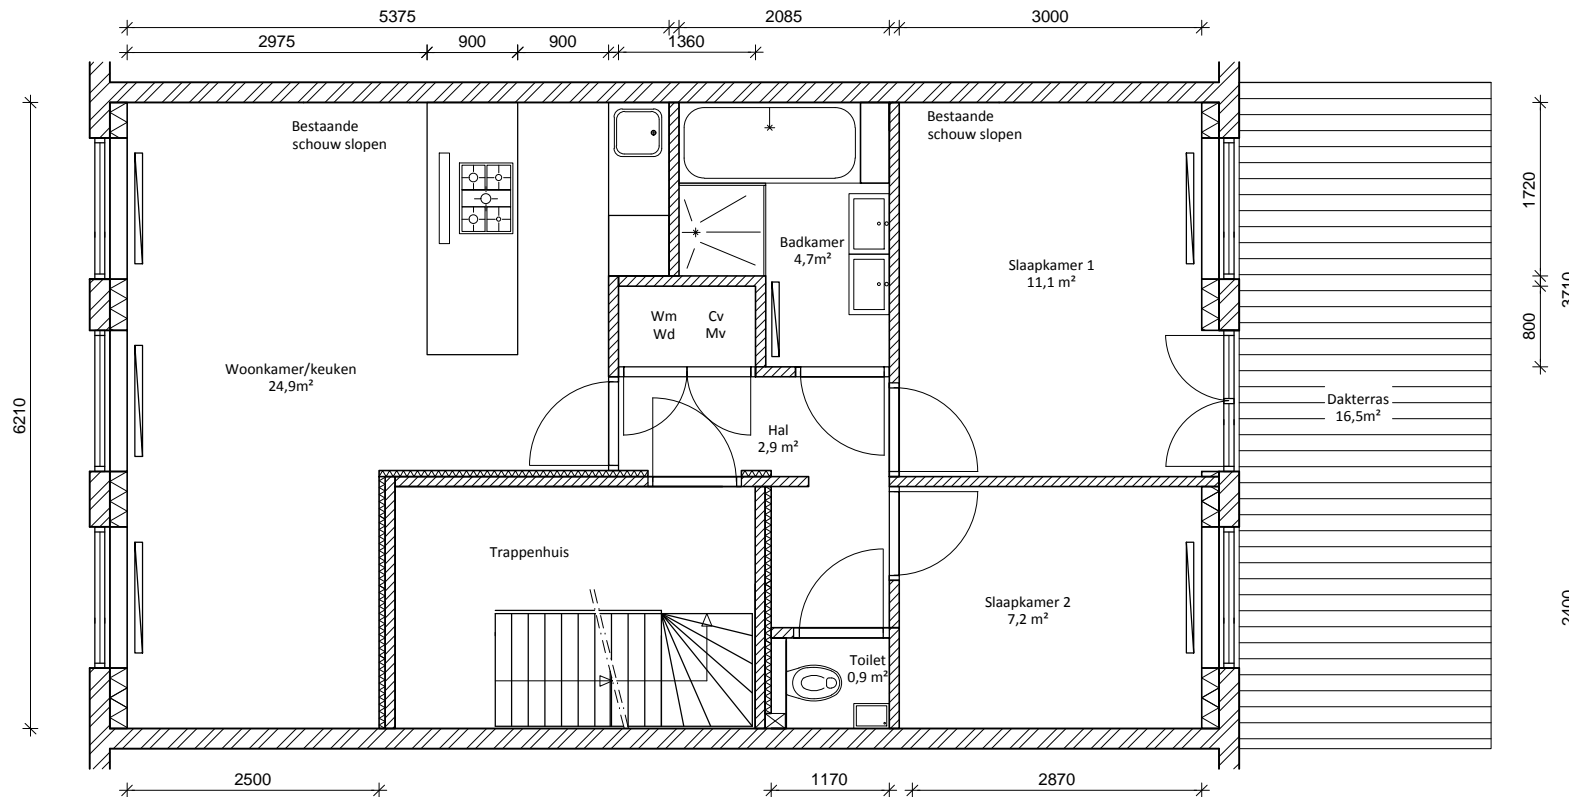 5375
2085
3000
2975
900
900
1360
Bestaande
schouw slopen
Bestaande
schouw slopen
1720
3710
800
6210
Badkamer
4,7m²
Slaapkamer 1
11,1 m²
Wm
Wd
Cv
Mv
Woonkamer/keuken
24,9m²
Hal
2,9 m²
Dakterras
16,5m²
Trappenhuis
Slaapkamer 2
7,2 m²
2400
Toilet
0,9 m²
2500
1170
2870